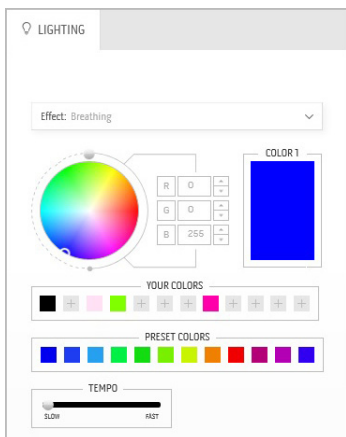 LIGHTING
Effect: Breathing
COLOR 1
R 0
G 0
B 255
YOUR COLORS
PRESET COLORS
TEMPO
SLOW FAST